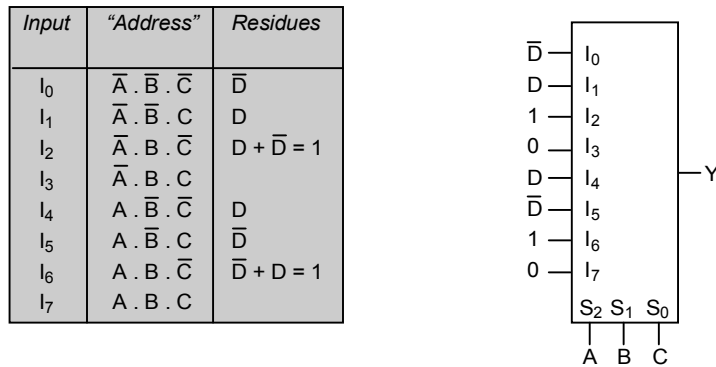 Input "Address" Residues
I₀ A̅ . B̅ . C̅ D̅
I₁ A̅ . B̅ . C D
I₂ A̅ . B . C̅ D + D̅ = 1
I₃ A̅ . B . C
I₄ A . B̅ . C̅ D
I₅ A . B̅ . C D̅
I₆ A . B . C̅ D̅ + D = 1
I₇ A . B . C
D̅ I₀
D I₁
1 I₂
0 I₃
D I₄
D̅ I₅
1 I₆
0 I₇
Y
S₂ S₁ S₀
A B C